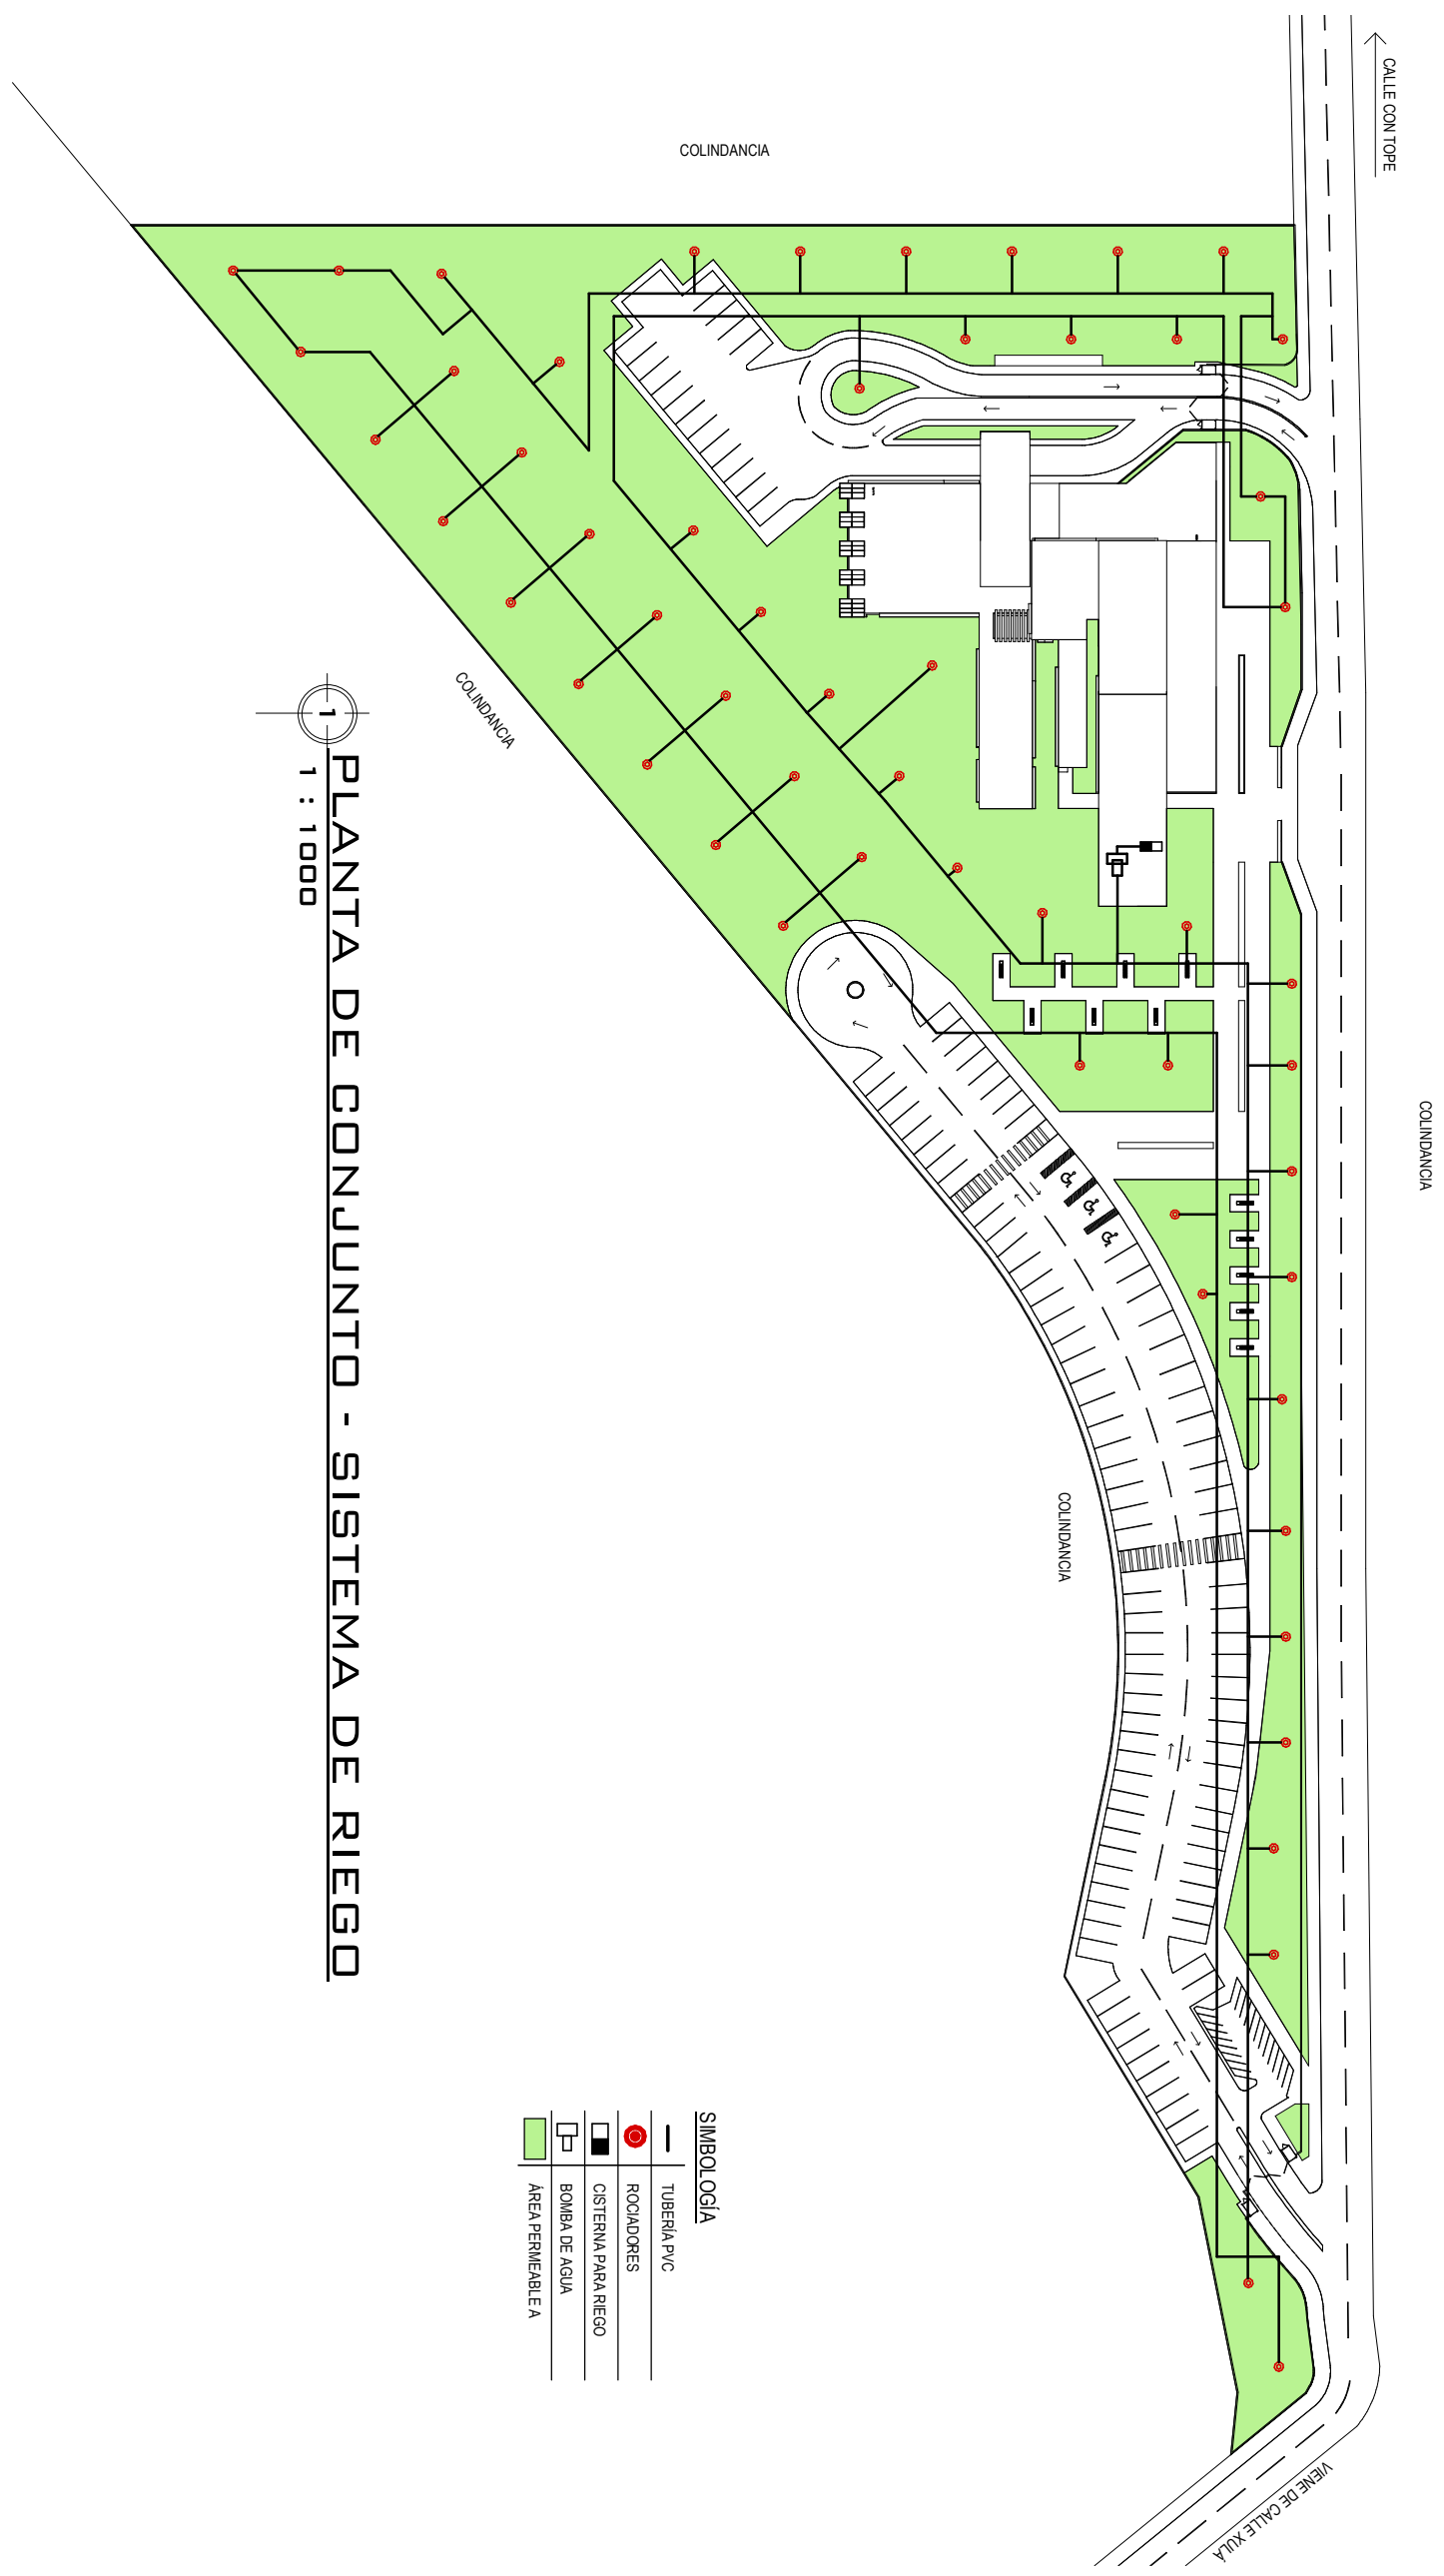 CALLE CON TOPE
COLINDANCIA
COLINDANCIA
COLINDANCIA
COLINDANCIA
VIENE DE CALLE XULÁ
1
PLANTA DE CONJUNTO - SISTEMA DE RIEGO
1 : 1000
SIMBOLOGÍA
TUBERÍA PVC
ROCIADORES
CISTERNA PARA RIEGO
BOMBA DE AGUA
ÁREA PERMEABLE A